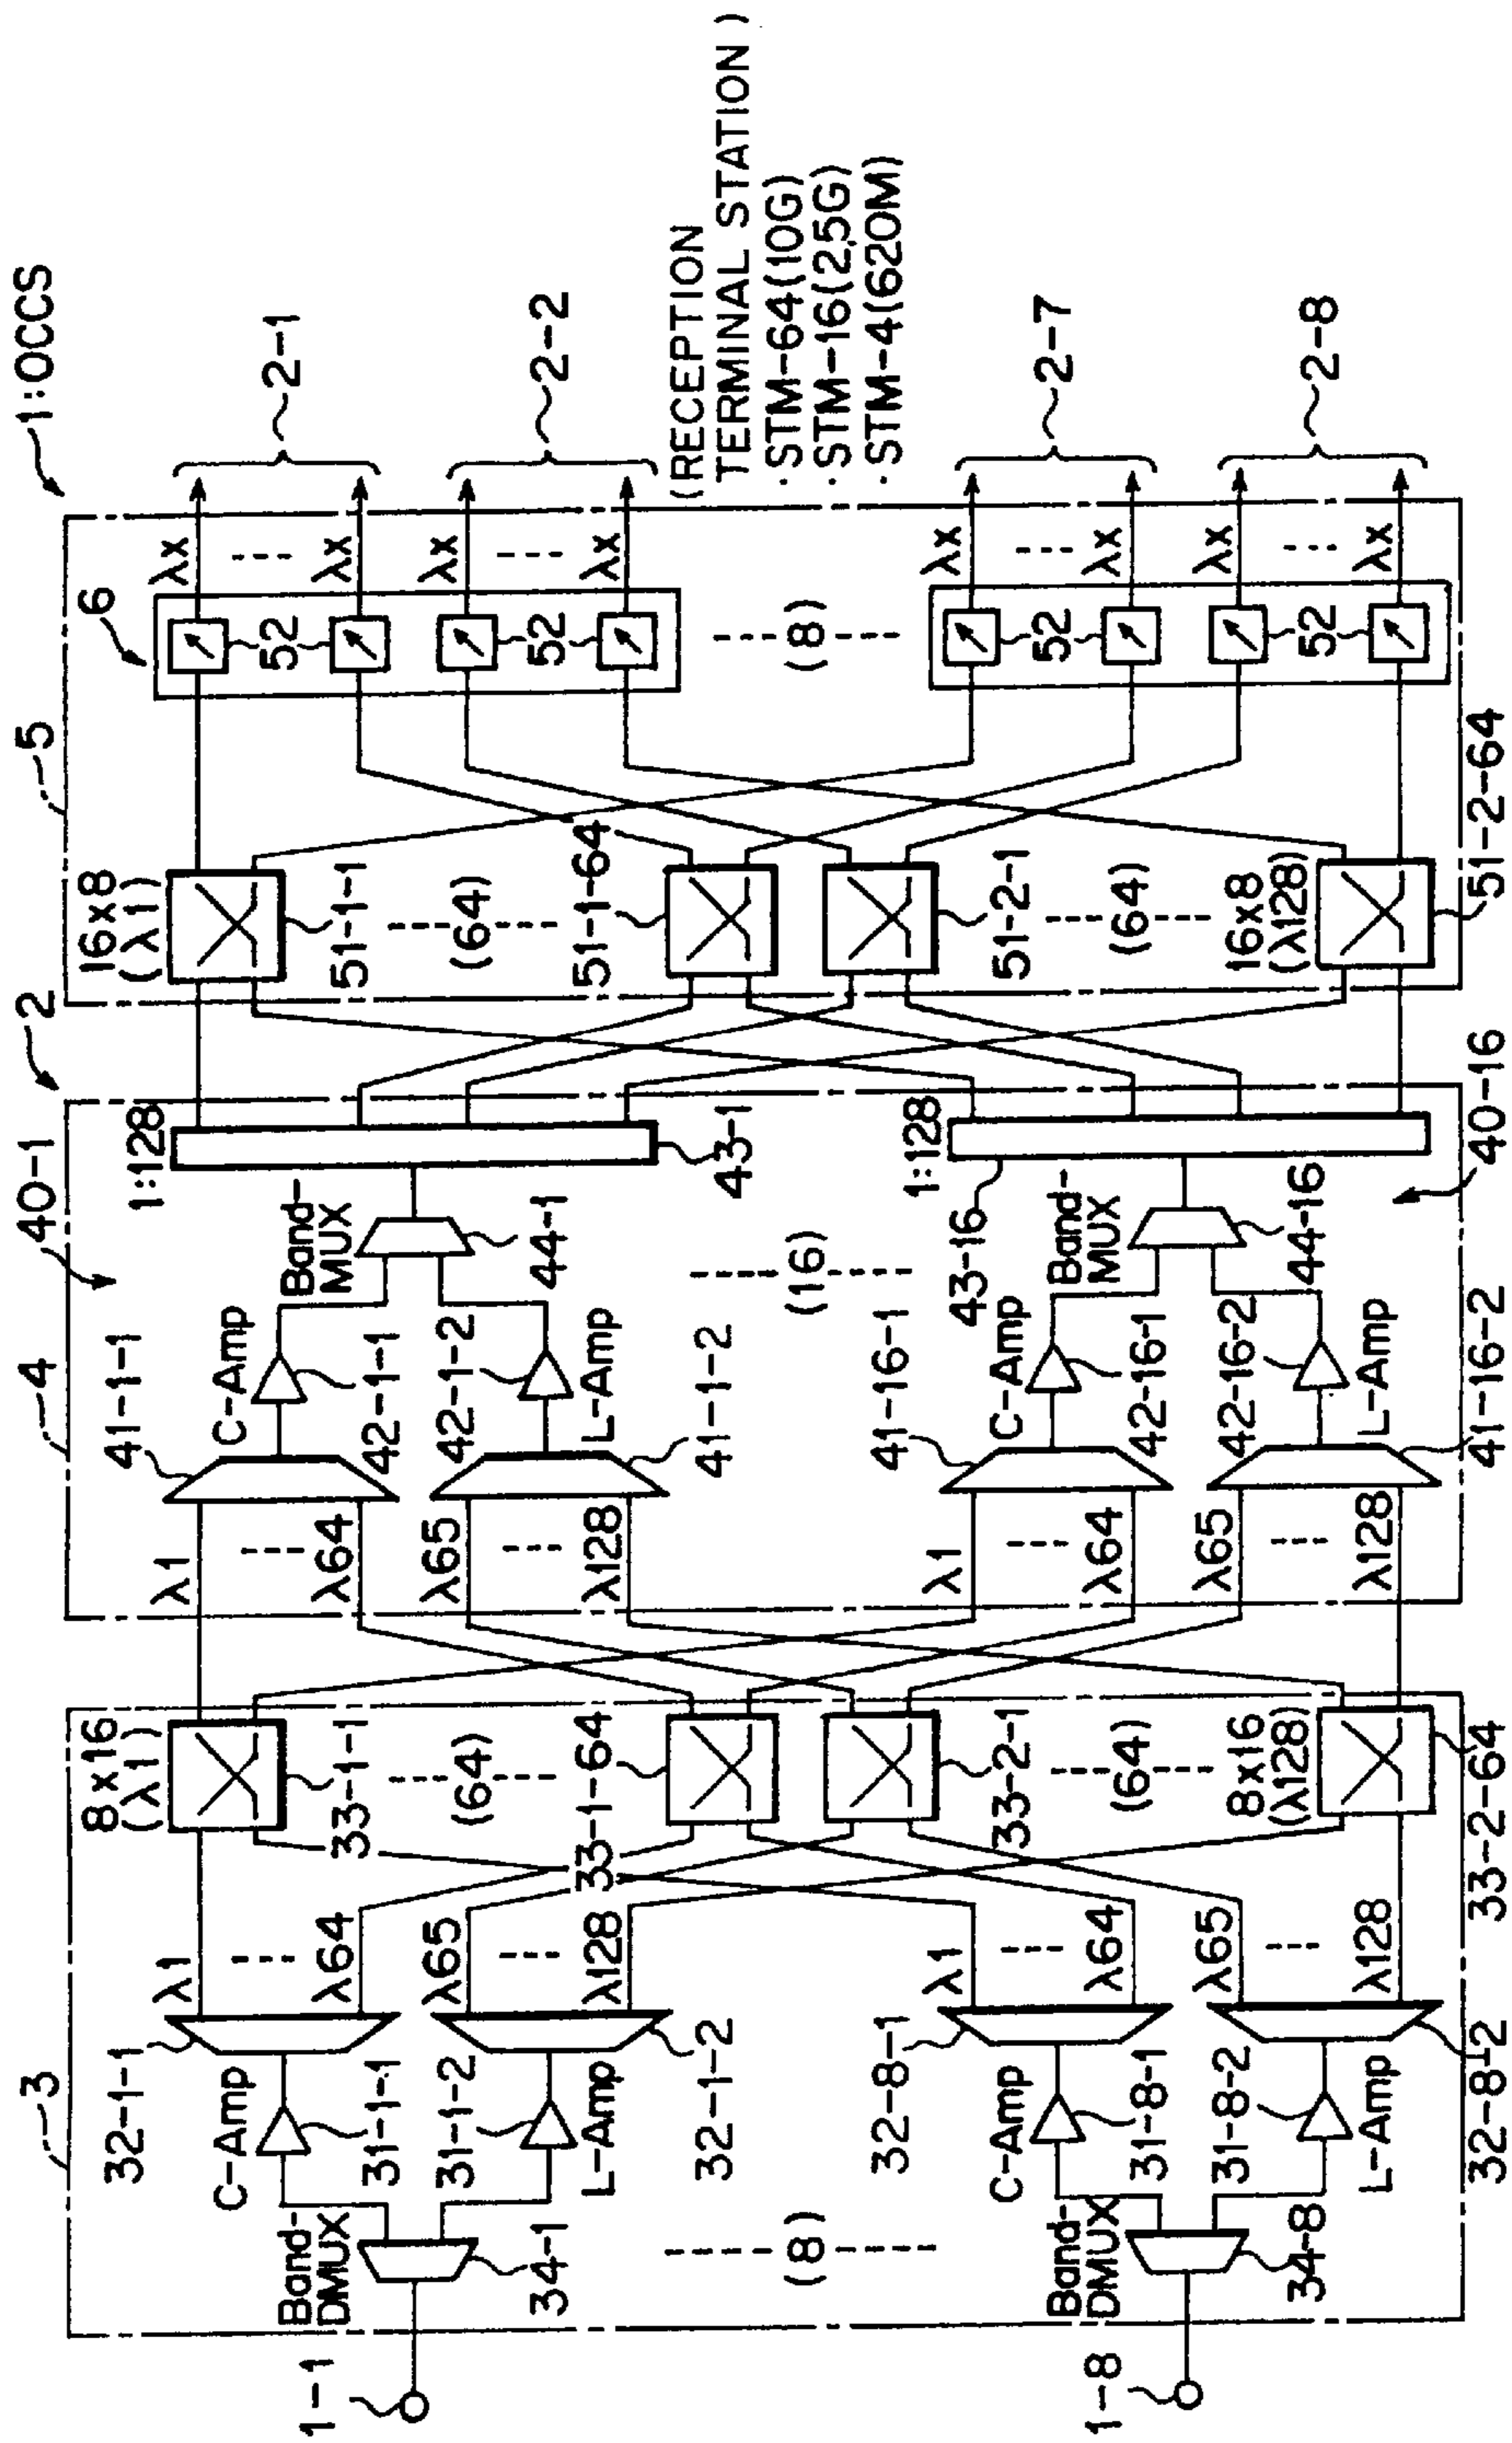 1:OCCS
2
3
4
5
6
40-1
40-16
1-1
Band-
DMUX
34-1
C-Amp
31-1-1
31-1-2
L-Amp
32-1-1
32-1-2
λ1
λ64
λ65
λ128
(8)
1-8
Band-
DMUX
34-8
C-Amp
31-8-1
31-8-2
L-Amp
32-8-1
32-8-2
λ1
λ64
λ65
λ128
8x16
(λ1)
33-1-1
(64)
33-1-64
33-2-1
(64)
8x16
(λ128)
33-2-64
λ1
λ64
λ65
λ128
41-1-1
41-1-2
C-Amp
42-1-1
42-1-2
L-Amp
Band-
MUX
44-1
1:128
43-1
(16)
λ1
λ64
λ65
λ128
41-16-1
41-16-2
C-Amp
42-16-1
42-16-2
L-Amp
Band-
MUX
44-16
1:128
43-16
16x8
(λ1)
51-1-1
(64)
51-1-64
51-2-1
(64)
16x8
(λ128)
51-2-64
52
52
(8)
52
52
λx
λx
λx
λx
λx
λx
λx
λx
2-1
2-2
(RECEPTION
TERMINAL STATION)
·STM-64(10G)
·STM-16(2.5G)
·STM-4(620M)
2-7
2-8